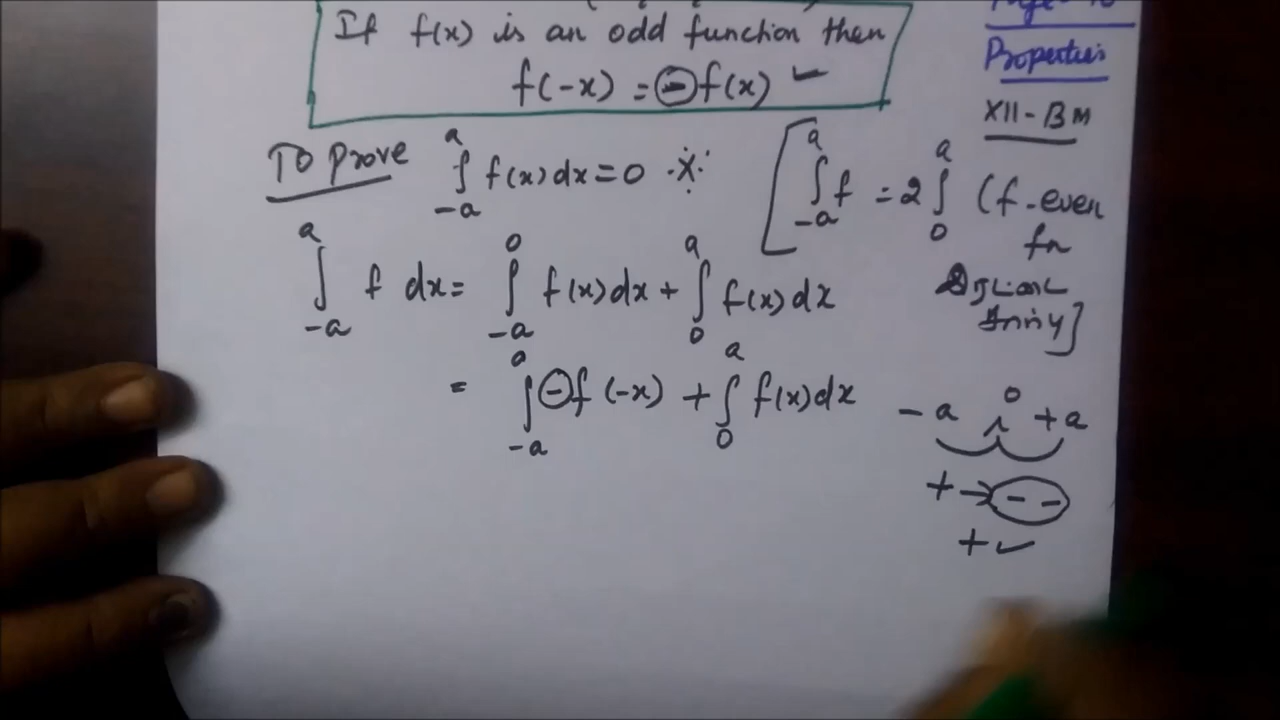 If f(x) is an odd function then
f(-x) = -f(x) ✓
Properties
XII - BM
To prove ∫_{-a}^{a} f(x)dx = 0
[∫_{-a}^{a} f = 2∫_{0}^{a} (f - even
fn
∫_{-a}^{a} f dx = ∫_{-a}^{0} f(x)dx + ∫_{0}^{a} f(x)dx
= ∫_{-a}^{0} -f(-x) + ∫_{0}^{a} f(x)dx
-a 0 +a
+ → - -
+ ✓